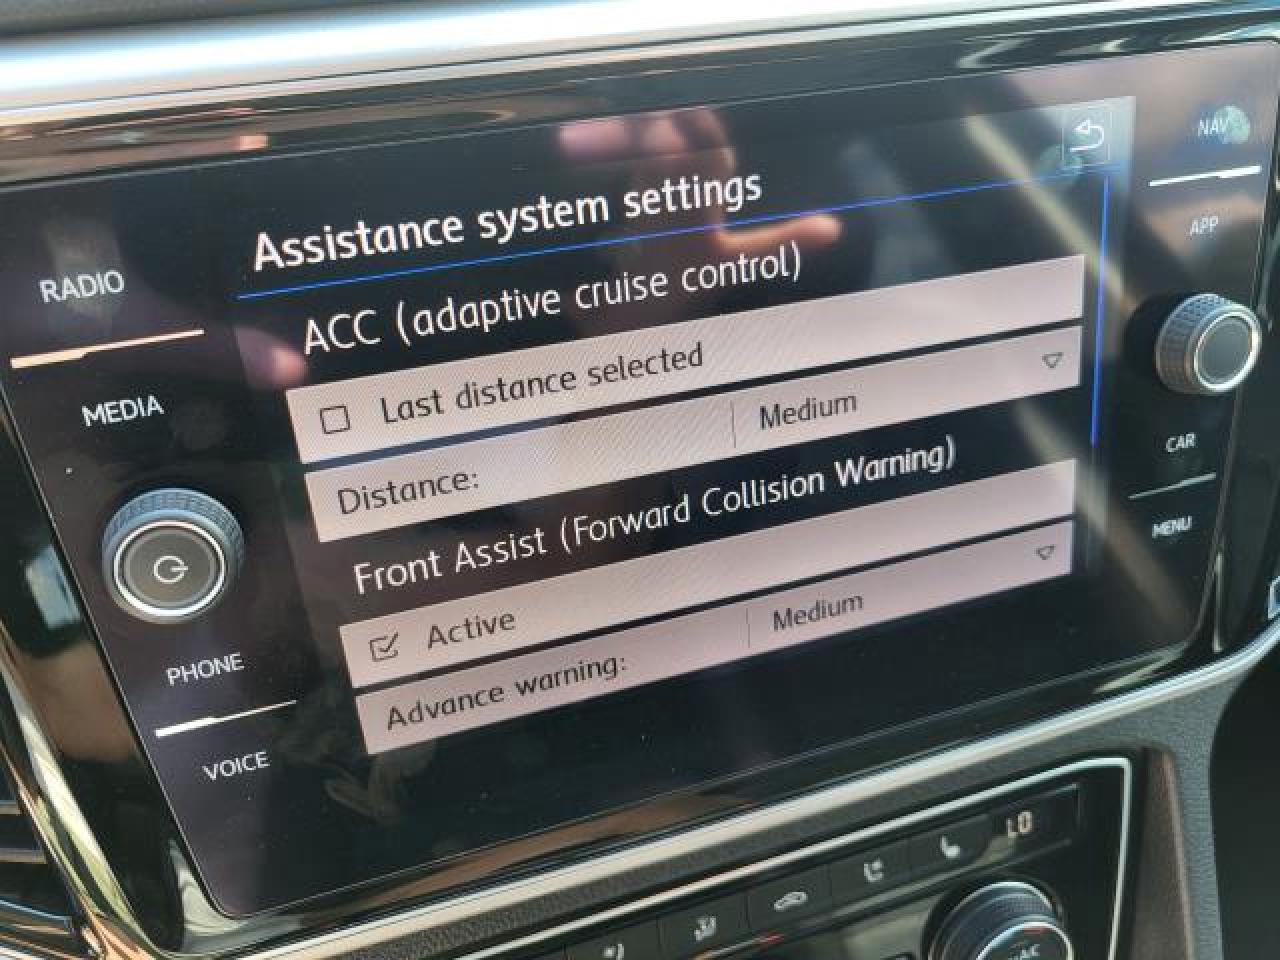 Assistance system settings
ACC (adaptive cruise control)
Last distance selected
Distance: Medium
Front Assist (Forward Collision Warning)
Active
Advance warning: Medium
RADIO
MEDIA
PHONE
VOICE
NAV
APP
CAR
MENU
LO